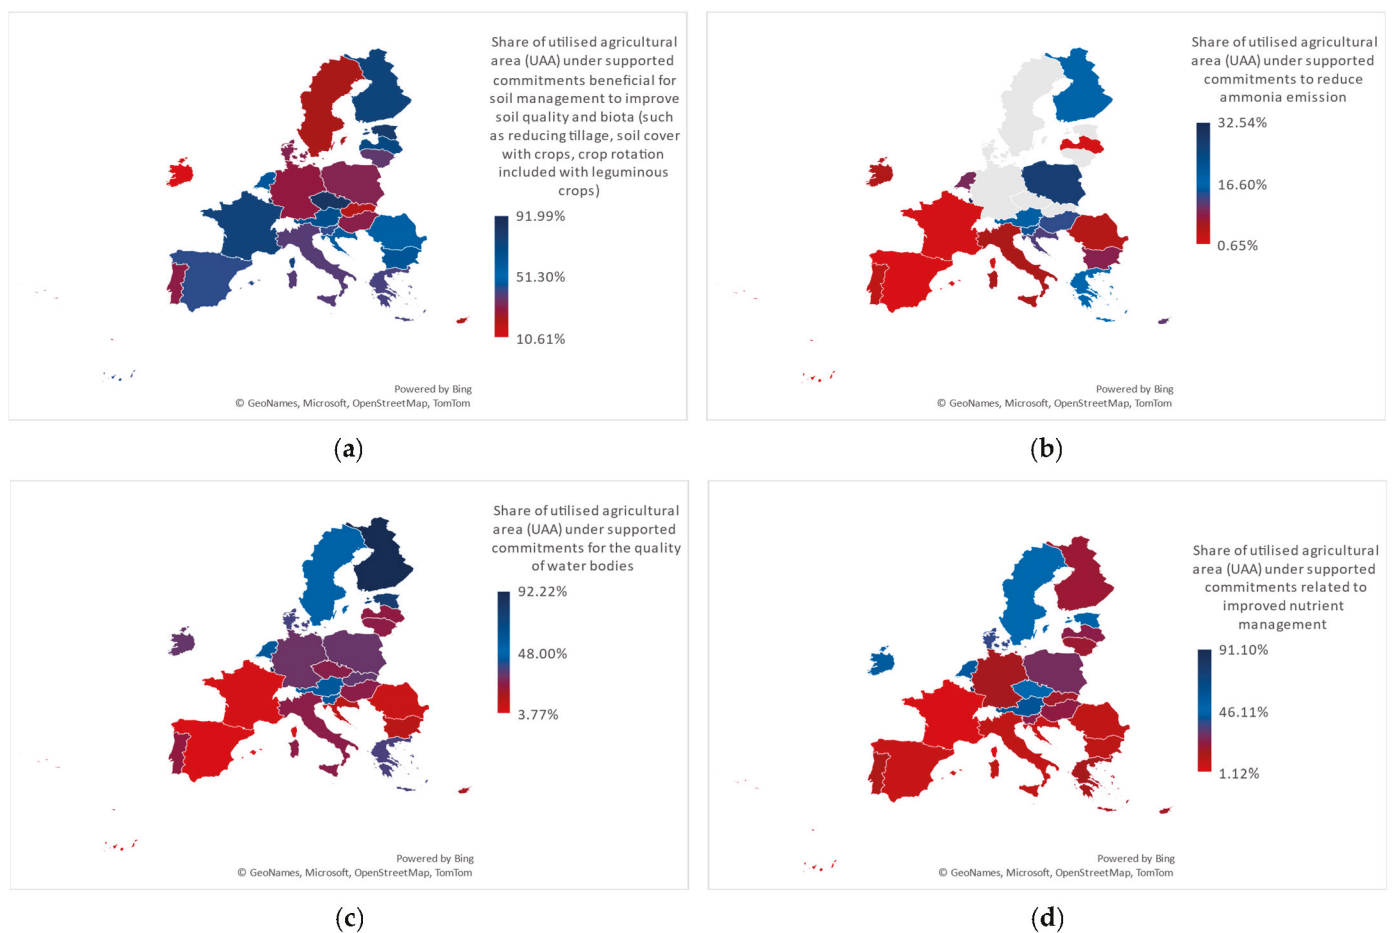 Share of utilised agricultural
area (UAA) under supported
commitments beneficial for
soil management to improve
soil quality and biota (such
as reducing tillage, soil cover
with crops, crop rotation
included with leguminous
crops)
91.99%
51.30%
10.61%
Powered by Bing
© GeoNames, Microsoft, OpenStreetMap, TomTom
(a)
Share of utilised agricultural
area (UAA) under supported
commitments to reduce
ammonia emission
32.54%
16.60%
0.65%
Powered by Bing
© GeoNames, Microsoft, OpenStreetMap, TomTom
(b)
Share of utilised agricultural
area (UAA) under supported
commitments for the quality
of water bodies
92.22%
48.00%
3.77%
Powered by Bing
© GeoNames, Microsoft, OpenStreetMap, TomTom
(c)
Share of utilised agricultural
area (UAA) under supported
commitments related to
improved nutrient
management
91.10%
46.11%
1.12%
Powered by Bing
© GeoNames, Microsoft, OpenStreetMap, TomTom
(d)